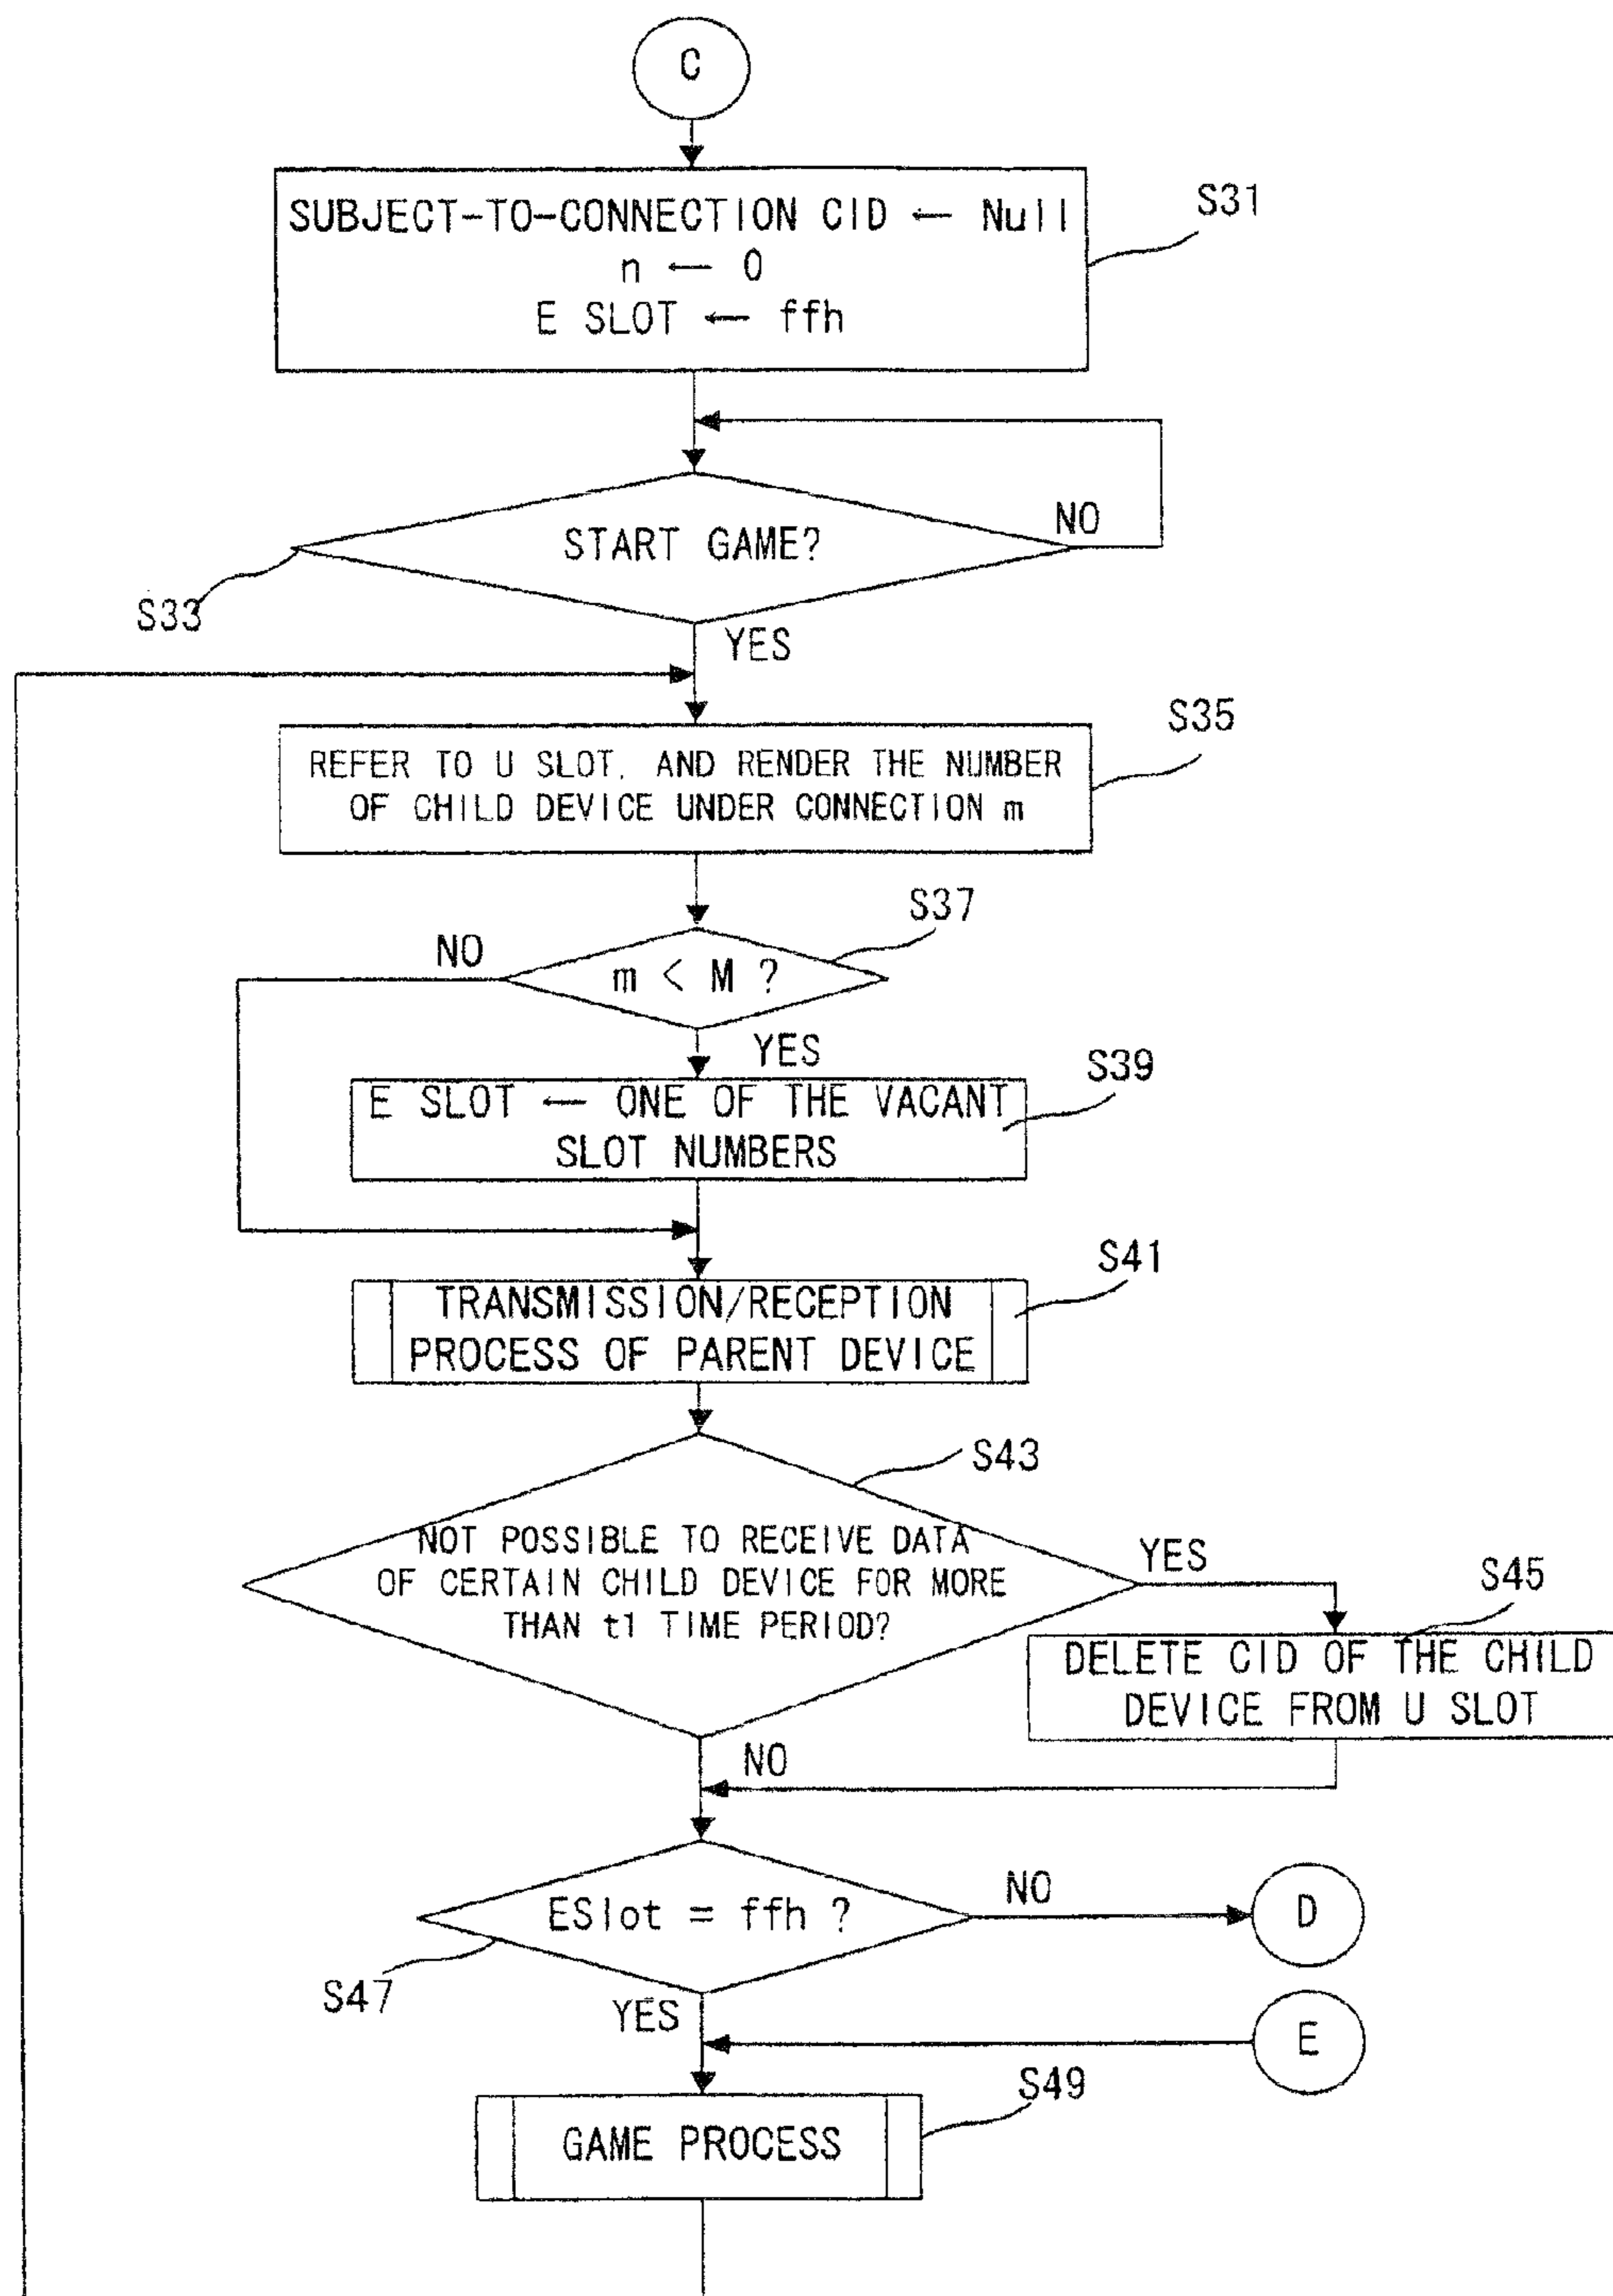 C
SUBJECT-TO-CONNECTION CID ← Null
n ← 0
E SLOT ← ffh
S31
START GAME?
NO
S33
YES
REFER TO U SLOT, AND RENDER THE NUMBER
OF CHILD DEVICE UNDER CONNECTION m
S35
S37
NO
m < M ?
YES
S39
E SLOT ← ONE OF THE VACANT
SLOT NUMBERS
S41
TRANSMISSION/RECEPTION
PROCESS OF PARENT DEVICE
S43
NOT POSSIBLE TO RECEIVE DATA
OF CERTAIN CHILD DEVICE FOR MORE
THAN t1 TIME PERIOD?
YES
S45
DELETE CID OF THE CHILD
DEVICE FROM U SLOT
NO
ESlot = ffh ?
NO
D
S47
YES
E
S49
GAME PROCESS